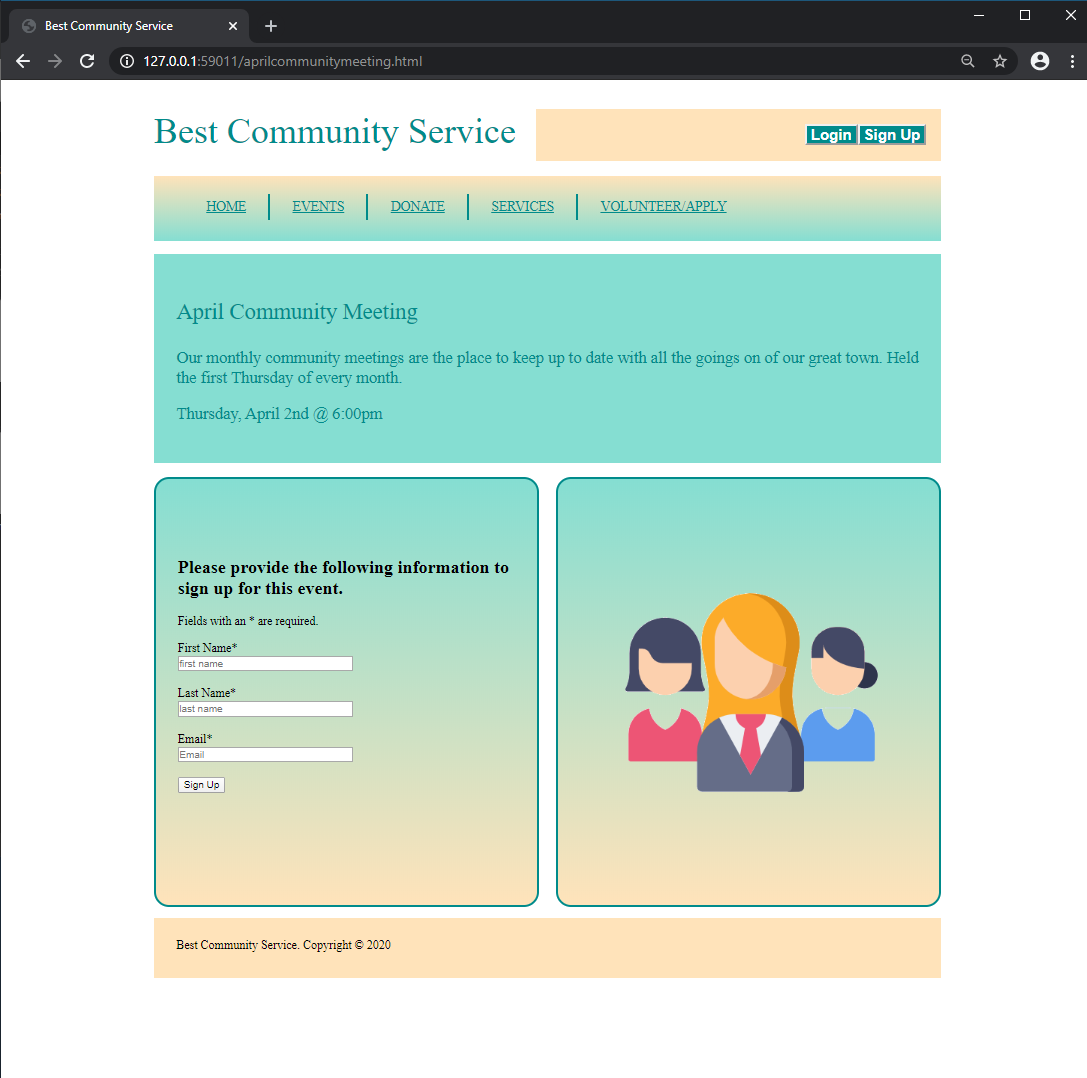 Best Community Service
127.0.0.1:59011/aprilcommunitymeeting.html
Best Community Service
Login Sign Up
HOME EVENTS DONATE SERVICES VOLUNTEER/APPLY
April Community Meeting
Our monthly community meetings are the place to keep up to date with all the goings on of our great town. Held
the first Thursday of every month.
Thursday, April 2nd @ 6:00pm
Please provide the following information to
sign up for this event.
Fields with an * are required.
First Name*
first name
Last Name*
last name
Email*
Email
Sign Up
Best Community Service. Copyright © 2020